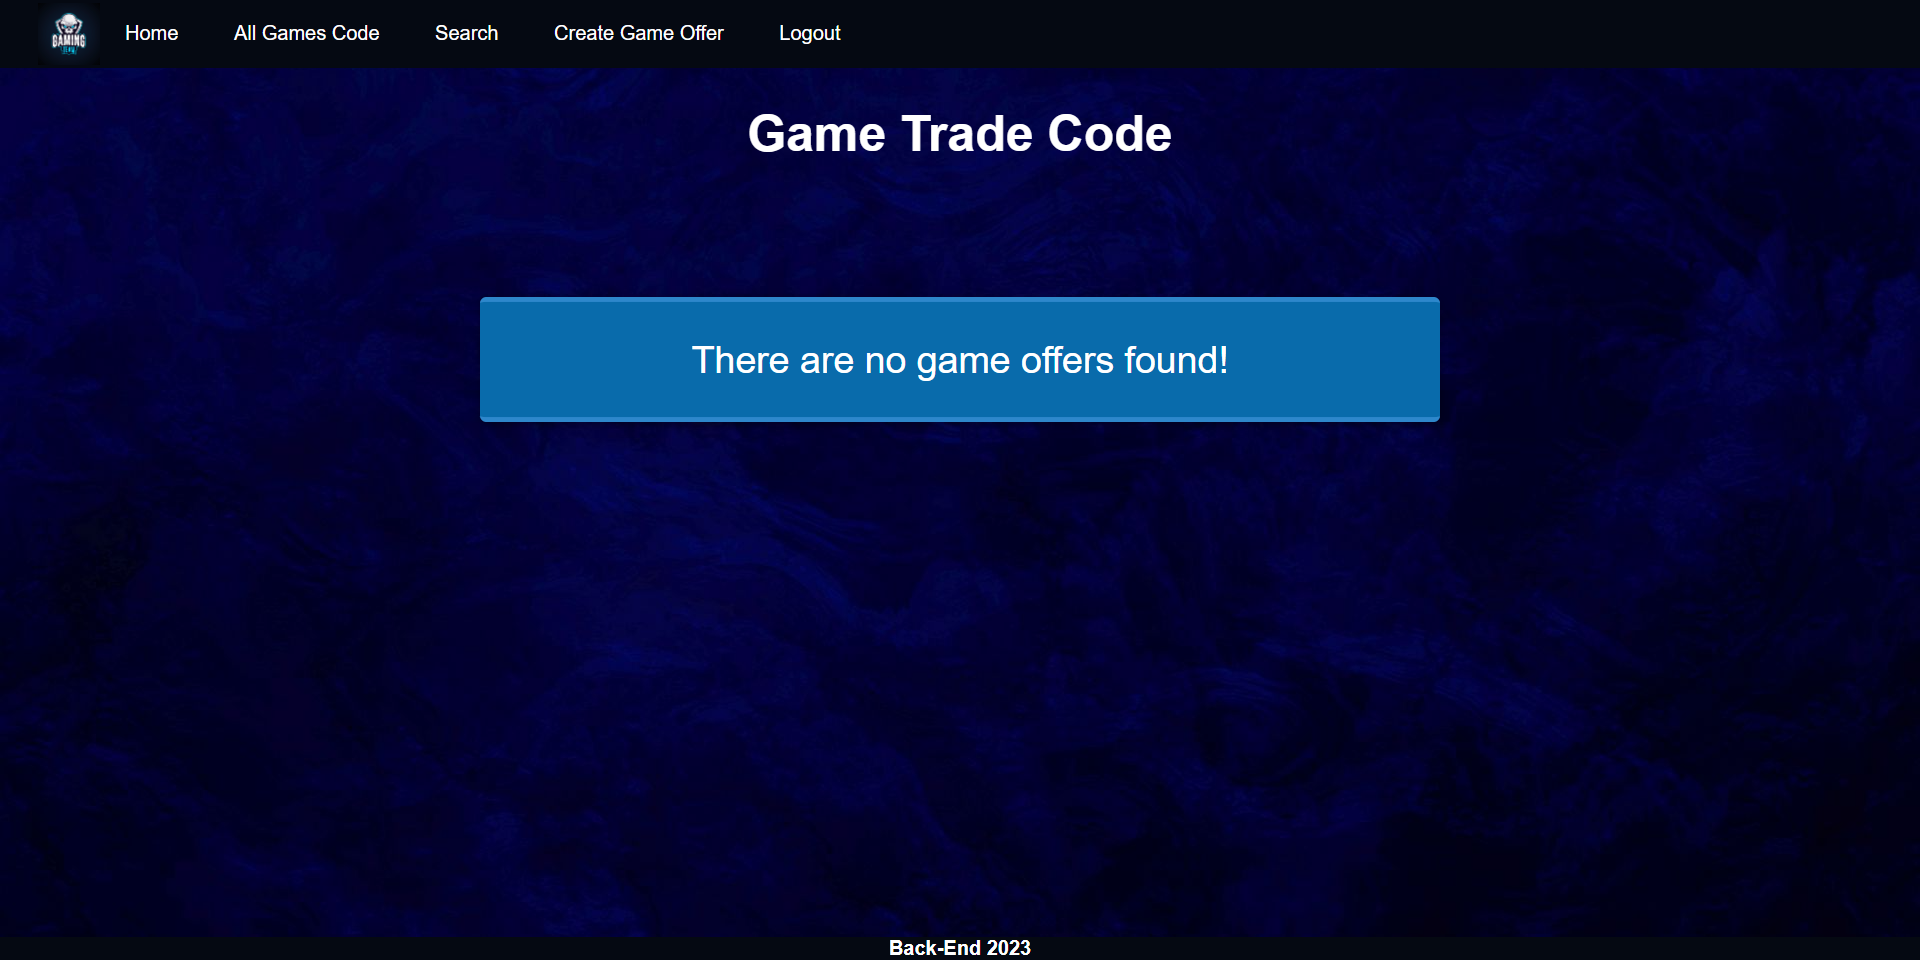 GAMING
Home
All Games Code
Search
Create Game Offer
Logout
Game Trade Code
There are no game offers found!
Back-End 2023